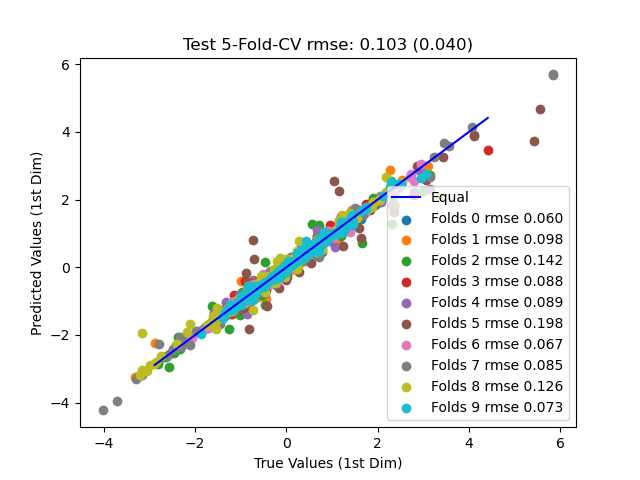 Test 5-Fold-CV rmse: 0.103 (0.040)
6
4
2
0
−2
−4
Predicted Values (1st Dim)
Equal
Folds 0 rmse 0.060
Folds 1 rmse 0.098
Folds 2 rmse 0.142
Folds 3 rmse 0.088
Folds 4 rmse 0.089
Folds 5 rmse 0.198
Folds 6 rmse 0.067
Folds 7 rmse 0.085
Folds 8 rmse 0.126
Folds 9 rmse 0.073
−4 −2 0 2 4 6
True Values (1st Dim)